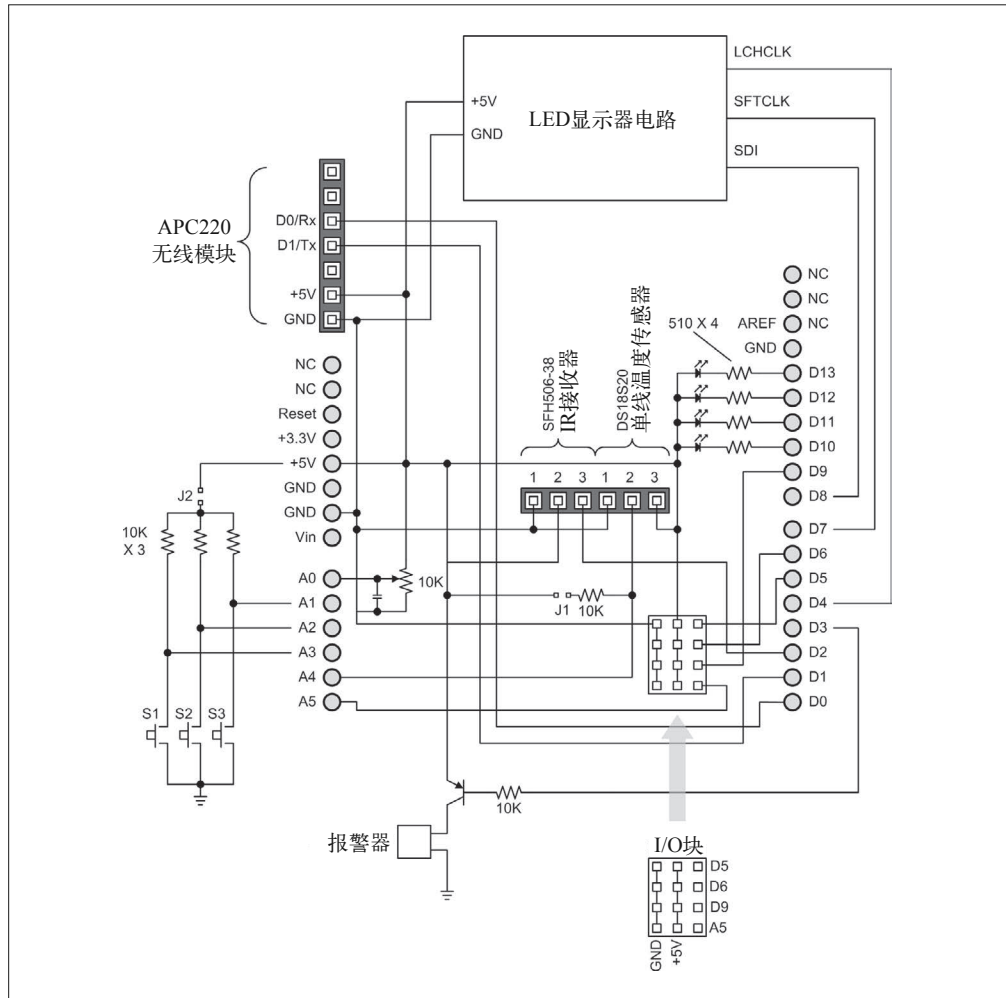 LCHCLK
+5V
SFTCLK
LED显示器电路
GND
SDI
APC220
无线模块
D0/Rx
D1/Tx
+5V
GND
NC
NC
Reset
+3.3V
+5V
GND
GND
Vin
A0
A1
A2
A3
A4
A5
J2
10K
X 3
S1
S2
S3
10K
SFH506-38
IR接收器
DS18S20
单线温度传感器
1
2
3
1
2
3
J1
10K
510 X 4
NC
NC
AREF
NC
GND
D13
D12
D11
D10
D9
D8
D7
D6
D5
D4
D3
D2
D1
D0
10K
报警器
I/O块
D5
D6
D9
A5
GND
+5V